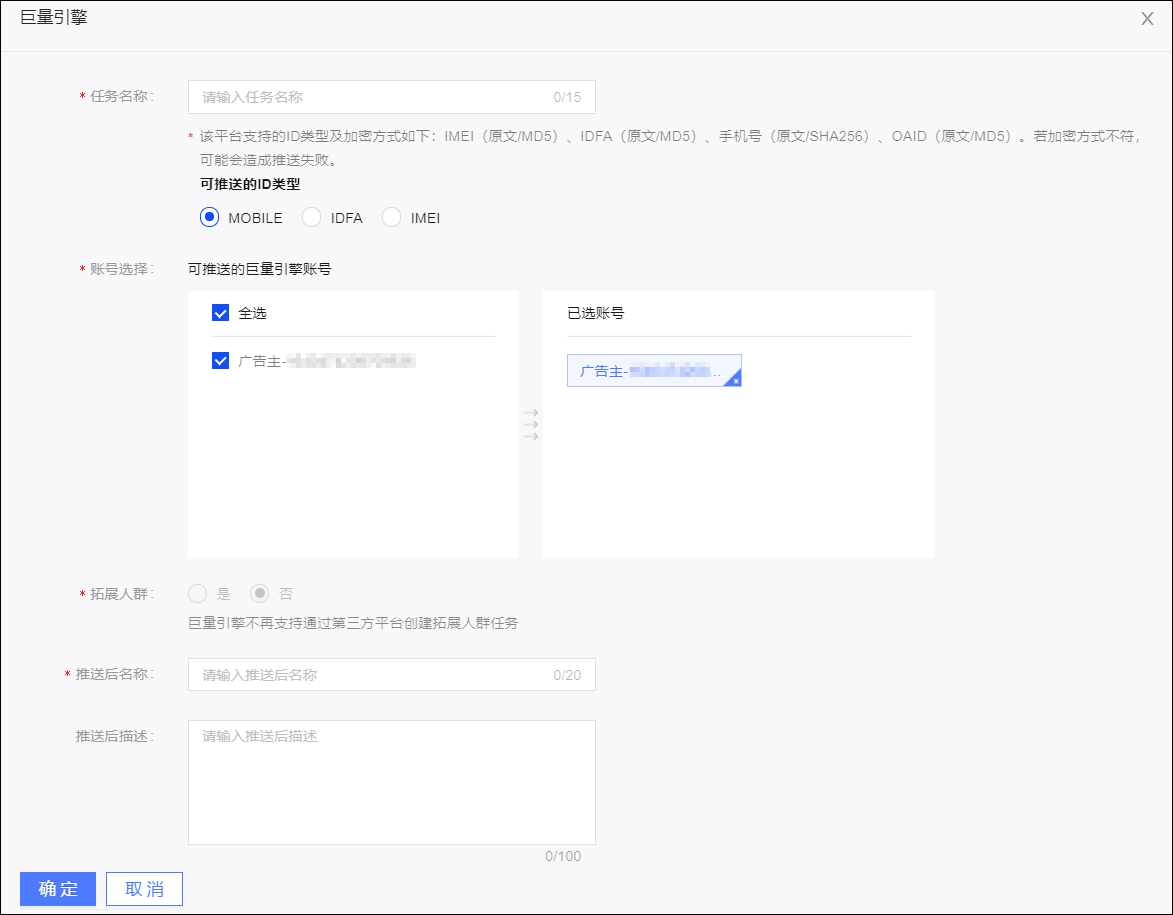 巨量引擎
X
* 任务名称:
请输入任务名称 0/15
* 该平台支持的ID类型及加密方式如下：IMEI（原文/MD5）、IDFA（原文/MD5）、手机号（原文/SHA256）、OAID（原文/MD5）。若加密方式不符，
可能会造成推送失败。
可推送的ID类型
MOBILE IDFA IMEI
* 账号选择: 可推送的巨量引擎账号
全选
广告主-
已选账号
广告主- ...
* 拓展人群: 是 否
巨量引擎不再支持通过第三方平台创建拓展人群任务
* 推送后名称: 请输入推送后名称 0/20
推送后描述: 请输入推送后描述
0/100
确定 取消